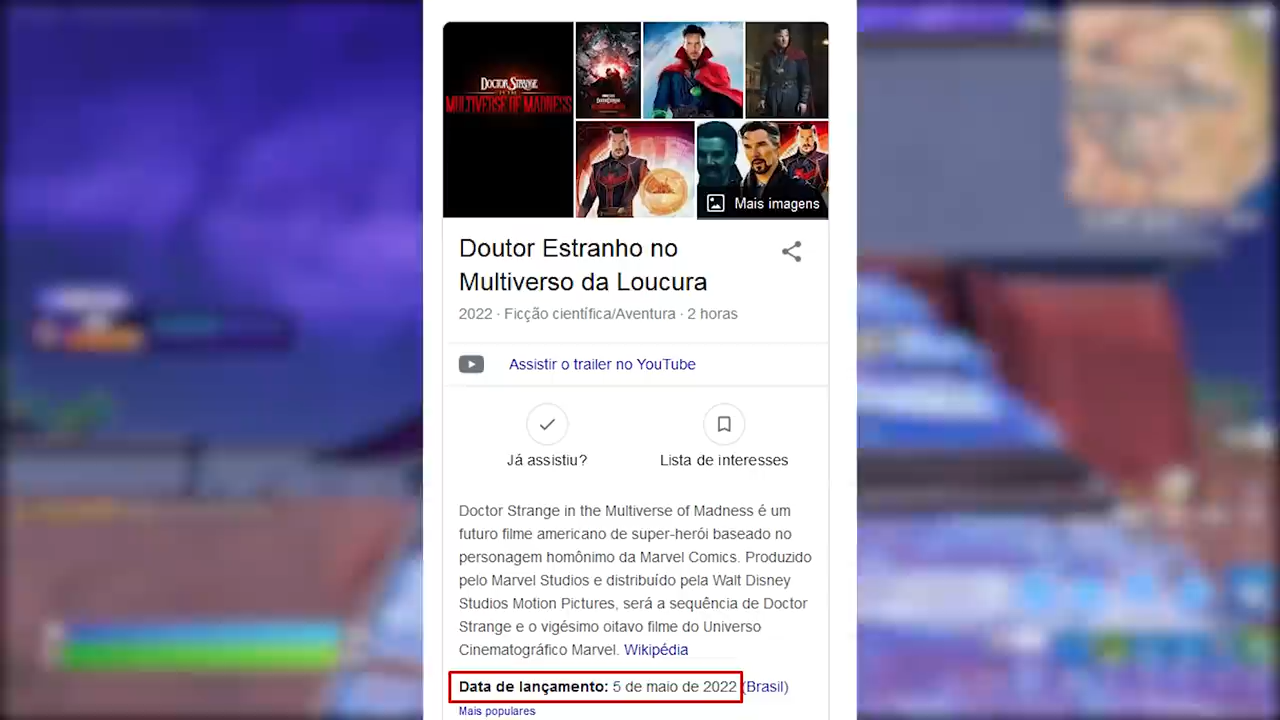 DOCTOR STRANGE
IN THE
MULTIVERSE OF MADNESS
Mais imagens
Doutor Estranho no
Multiverso da Loucura
2022 · Ficção científica/Aventura · 2 horas
Assistir o trailer no YouTube
Já assistiu?
Lista de interesses
Doctor Strange in the Multiverse of Madness é um
futuro filme americano de super-herói baseado no
personagem homônimo da Marvel Comics. Produzido
pelo Marvel Studios e distribuído pela Walt Disney
Studios Motion Pictures, será a sequência de Doctor
Strange e o vigésimo oitavo filme do Universo
Cinematográfico Marvel. Wikipédia
Data de lançamento: 5 de maio de 2022 (Brasil)
Mais populares